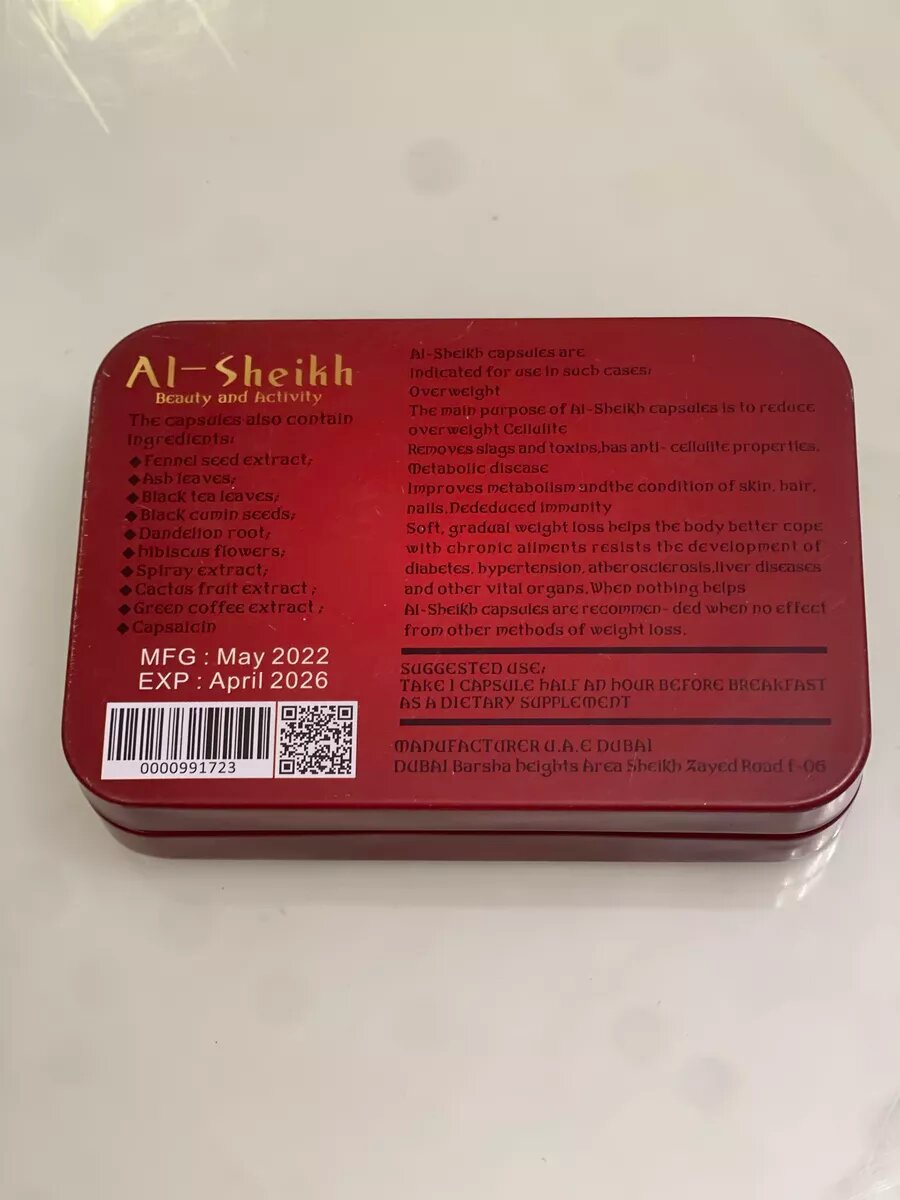 Al-Sheikh
Beauty and Activity
The capsules also contain
Ingredients:
◆Fennel seed extract;
◆Ash leaves;
◆Black tea leaves;
◆Black cumin seeds;
◆Dandelion root;
◆hibiscus flowers;
◆Spiray extract;
◆Cactus fruit extract ;
◆Green coffee extract ;
◆Capsaicin
MFG : May 2022
EXP : April 2026
0000991723
Al-Sheikh capsules are
Indicated for use in such cases:
Overweight
The main purpose of Al-Sheikh capsules is to reduce
overweight Cellulite
Removes slags and toxins,has anti- cellulite properties.
Metabolic disease
Improves metabolism andthe condition of skin, hair,
nails.Dededuced immunity
Soft, gradual weight loss helps the body better cope
with chronic ailments resists the development of
diabetes, hypertension, atherosclerosis,liver diseases
and other vital organs.When nothing helps
Al-Sheikh capsules are recommen- ded when no effect
from other methods of weight loss.
SUGGESTED USE:
TAKE 1 CAPSULE HALF AN HOUR BEFORE BREAKFAST
AS A DIETARY SUPPLEMENT
MANUFACTURER U.A.E DUBAI
DUBAI Barsha heights Area Sheikh Zayed Road f-06